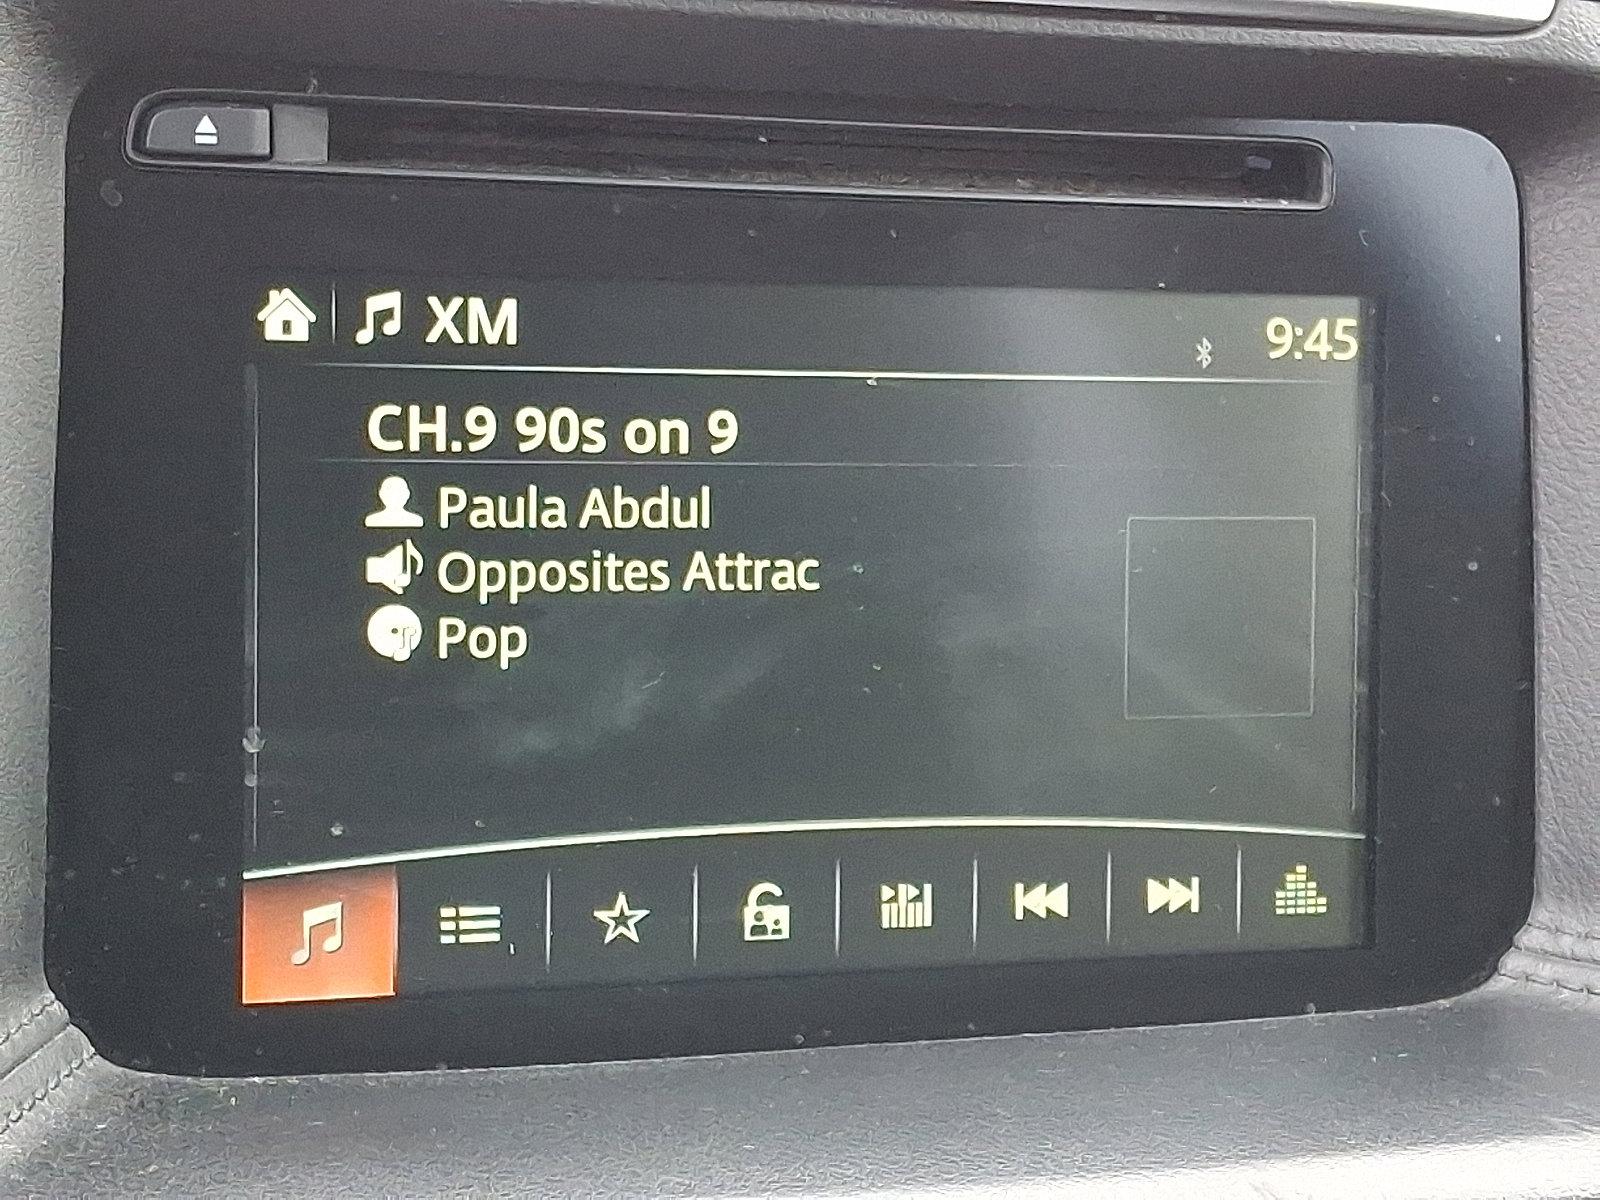 XM
9:45
CH.9 90s on 9
Paula Abdul
Opposites Attrac
Pop